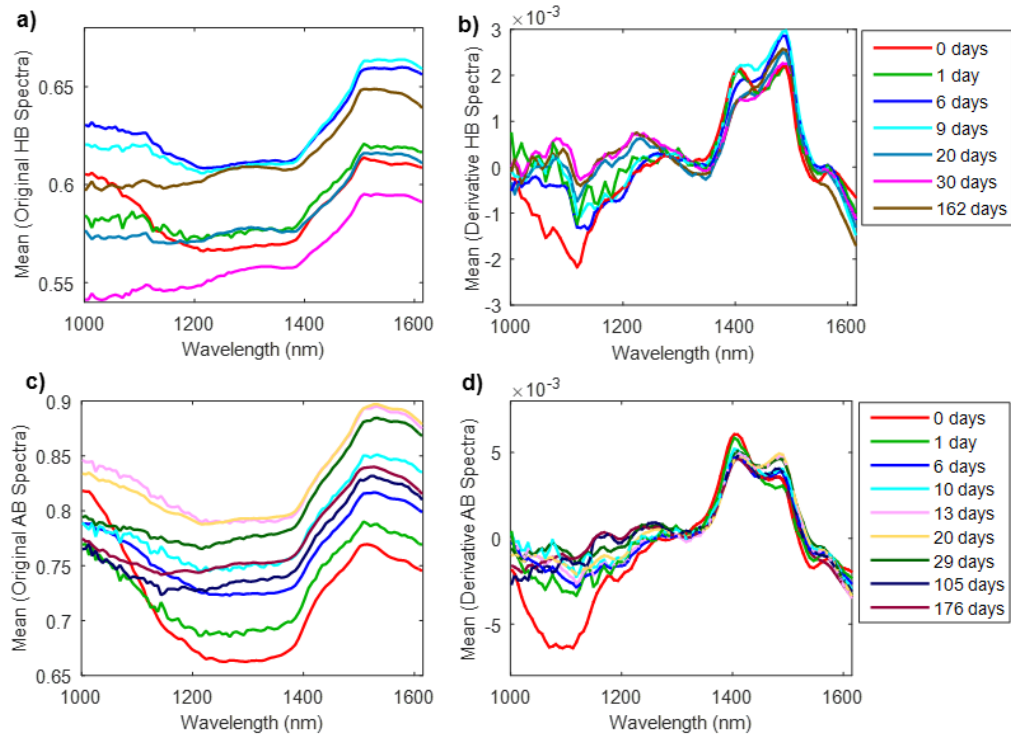 a)
Mean (Original HB Spectra)
0.65
0.6
0.55
1000 1200 1400 1600
Wavelength (nm)
b)
×10⁻³
Mean (Derivative HB Spectra)
3
2
1
0
-1
-2
-3
1000 1200 1400 1600
Wavelength (nm)
0 days
1 day
6 days
9 days
20 days
30 days
162 days
c)
Mean (Original AB Spectra)
0.9
0.85
0.8
0.75
0.7
0.65
1000 1200 1400 1600
Wavelength (nm)
d)
×10⁻³
Mean (Derivative AB Spectra)
5
0
-5
1000 1200 1400 1600
Wavelength (nm)
0 days
1 day
6 days
10 days
13 days
20 days
29 days
105 days
176 days